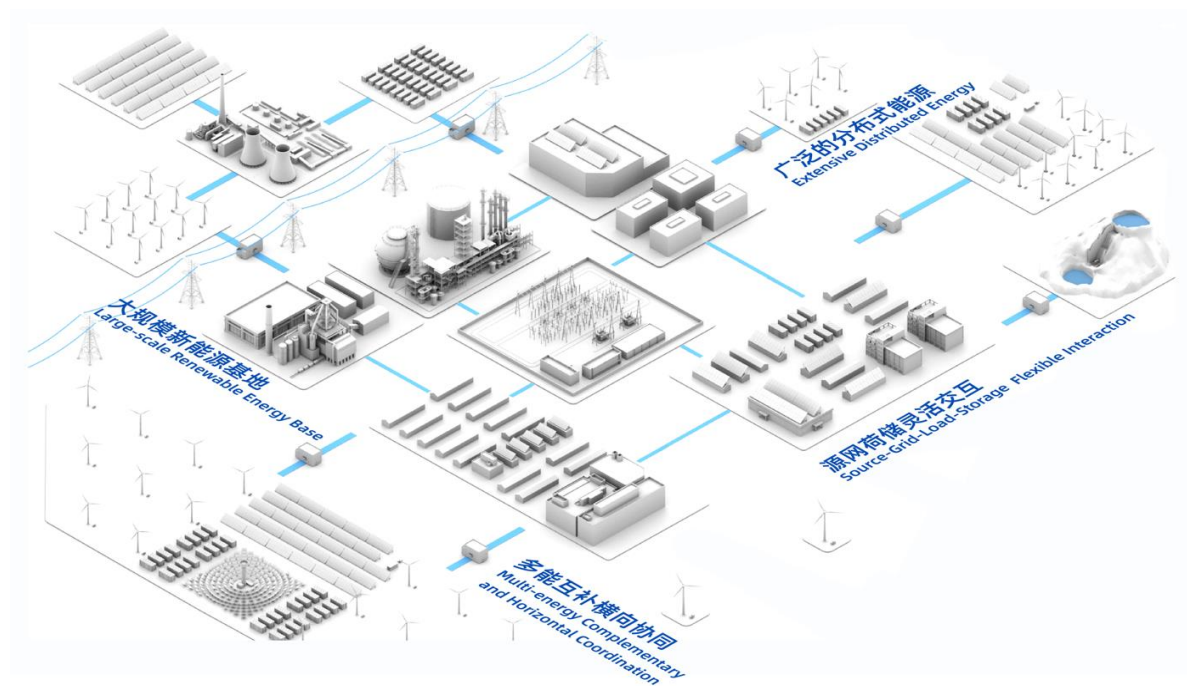 广泛的分布式能源
Extensive Distributed Energy
大规模新能源基地
Large-scale Renewable Energy Base
源网荷储灵活交互
Source-Grid-Load-Storage Flexible Interaction
多能互补横向协同
Multi-energy Complementary
and Horizontal Coordination